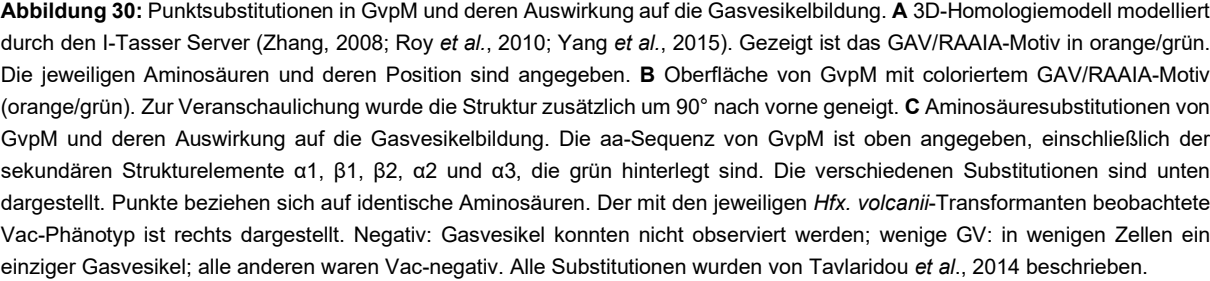 Abbildung 30: Punktsubstitutionen in GvpM und deren Auswirkung auf die Gasvesikelbildung. A 3D-Homologiemodell modelliert
durch den I-Tasser Server (Zhang, 2008; Roy et al., 2010; Yang et al., 2015). Gezeigt ist das GAV/RAAIA-Motiv in orange/grün.
Die jeweiligen Aminosäuren und deren Position sind angegeben. B Oberfläche von GvpM mit coloriertem GAV/RAAIA-Motiv
(orange/grün). Zur Veranschaulichung wurde die Struktur zusätzlich um 90° nach vorne geneigt. C Aminosäuresubstitutionen von
GvpM und deren Auswirkung auf die Gasvesikelbildung. Die aa-Sequenz von GvpM ist oben angegeben, einschließlich der
sekundären Strukturelemente α1, β1, β2, α2 und α3, die grün hinterlegt sind. Die verschiedenen Substitutionen sind unten
dargestellt. Punkte beziehen sich auf identische Aminosäuren. Der mit den jeweiligen Hfx. volcanii-Transformanten beobachtete
Vac-Phänotyp ist rechts dargestellt. Negativ: Gasvesikel konnten nicht observiert werden; wenige GV: in wenigen Zellen ein
einziger Gasvesikel; alle anderen waren Vac-negativ. Alle Substitutionen wurden von Tavlaridou et al., 2014 beschrieben.